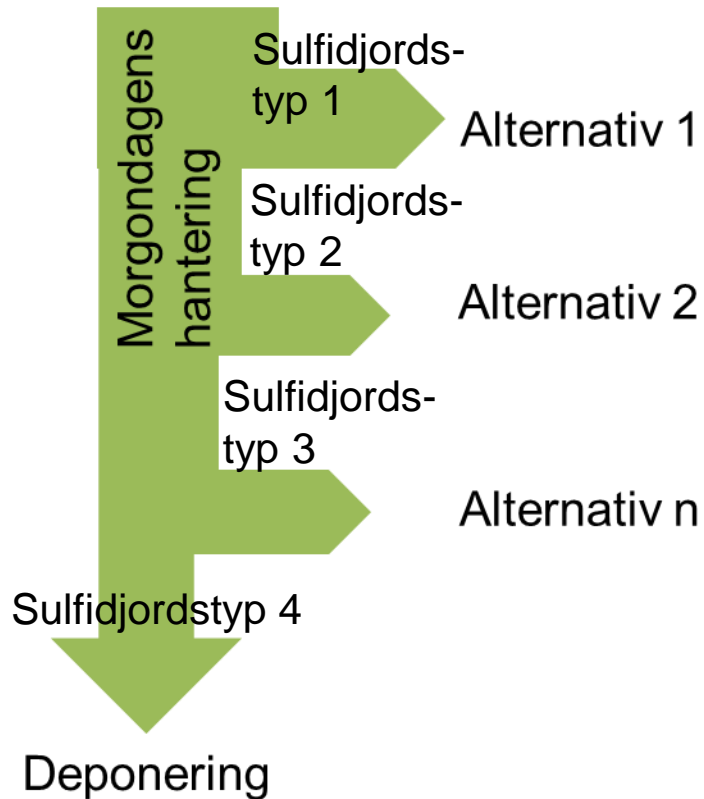 Morgondagens
hantering
Sulfidjords-
typ 1
Alternativ 1
Sulfidjords-
typ 2
Alternativ 2
Sulfidjords-
typ 3
Alternativ n
Sulfidjordstyp 4
Deponering